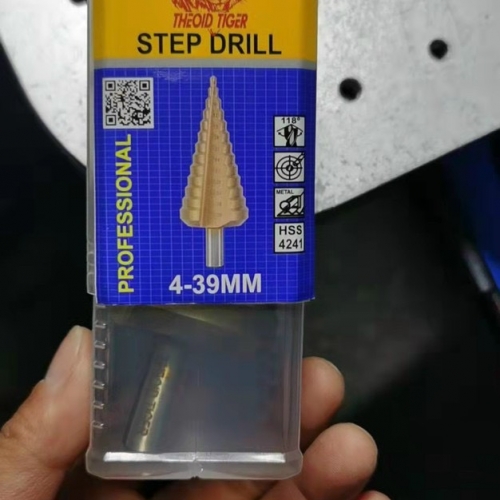 THEOID TIGER
STEP DRILL
PROFESSIONAL
118°
METAL
HSS
4241
4-39MM